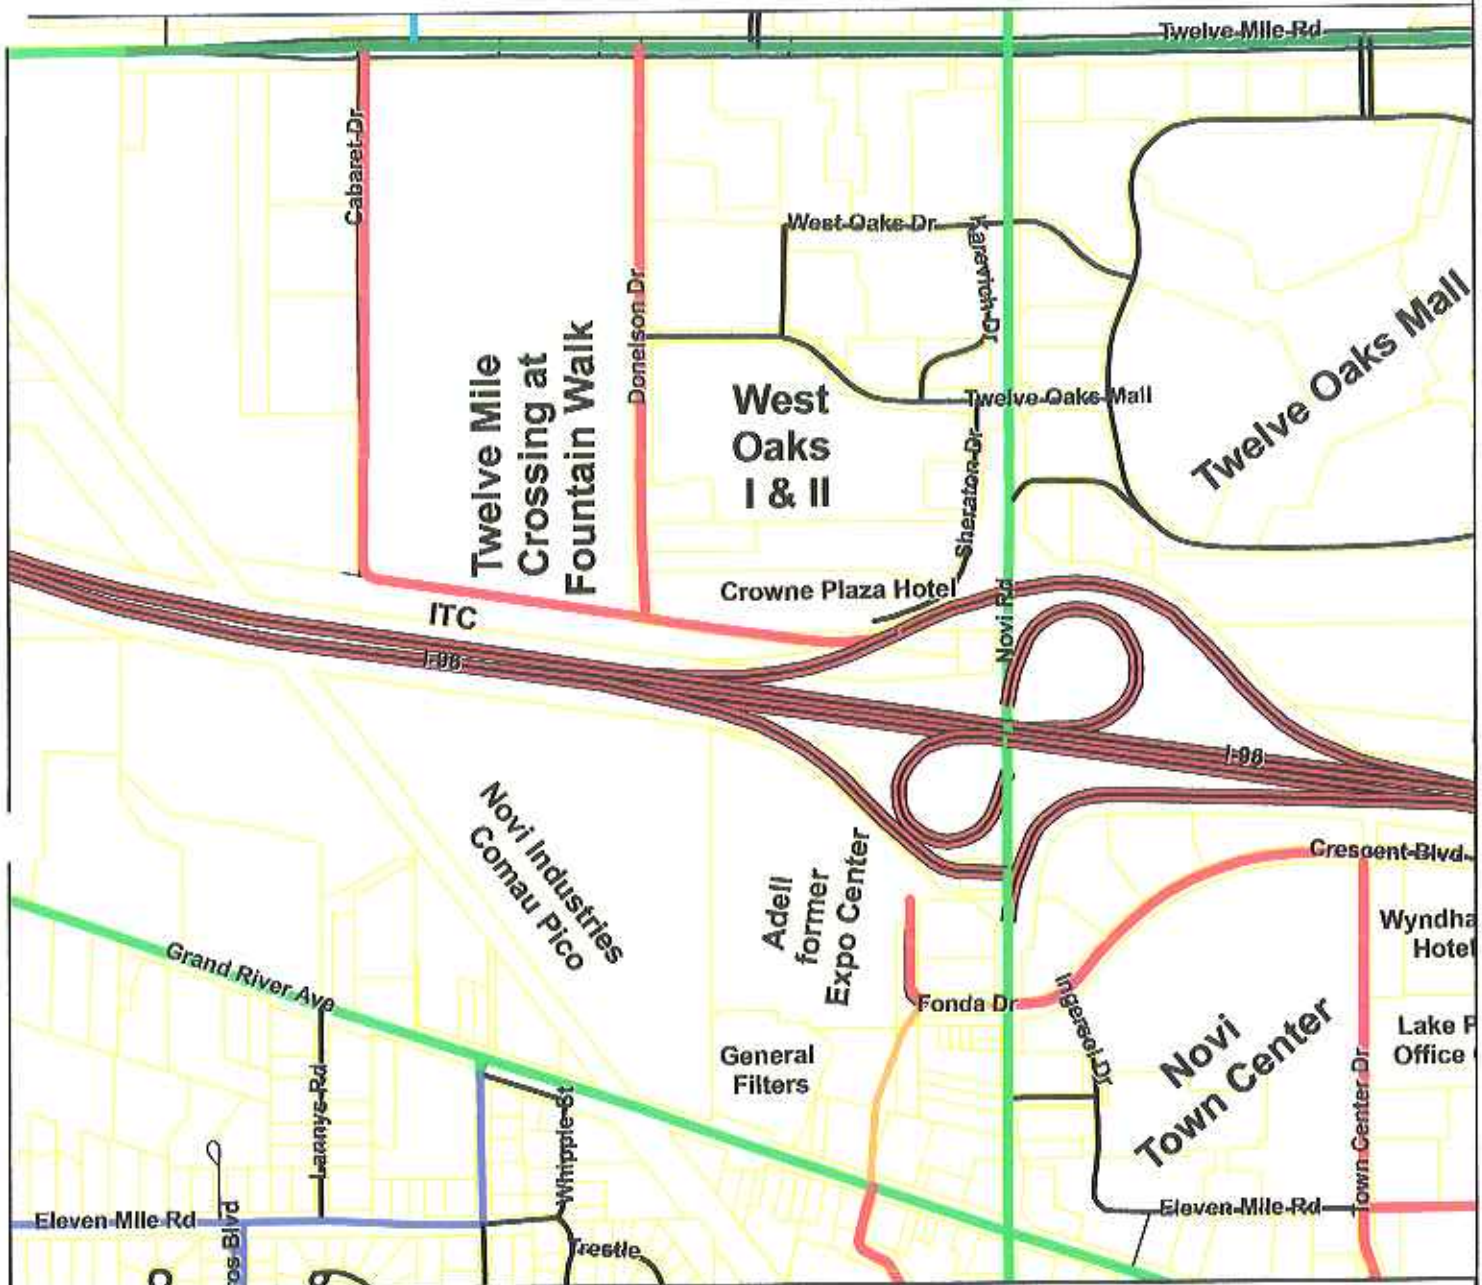 Twelve Mile Rd
Cabaret Dr
West Oaks Dr
Karevich Dr
Donelson Dr
Twelve Mile
Crossing at
Fountain Walk
West
Oaks
I & II
Twelve Oaks Mall
Twelve Oaks Mall
Sheraton Dr
Crowne Plaza Hotel
Novi Rd
ITC
I-96
I-96
Novi Industries
Comau Pico
Adell
former
Expo Center
Crescent Blvd
Wyndha
Hotel
Grand River Ave
Fonda Dr
Ingersol Dr
Novi
Town Center
Lake F
Office
General
Filters
Town Center Dr
Lannys Rd
Whipple St
Eleven Mile Rd
ros Blvd
Eleven Mile Rd
Trestle